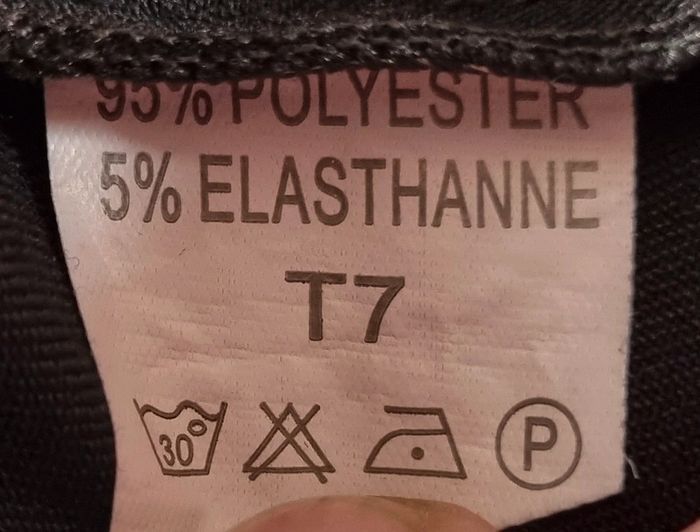 95% POLYESTER
5% ELASTHANNE
T7
30° P